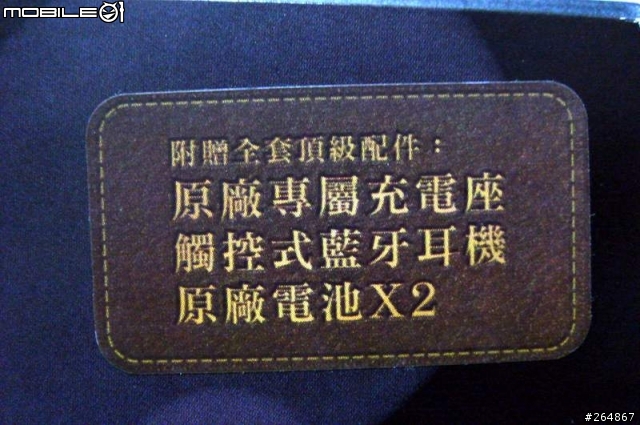 MOBILE01
附贈全套頂級配件：
原廠專屬充電座
觸控式藍牙耳機
原廠電池X2
#264867